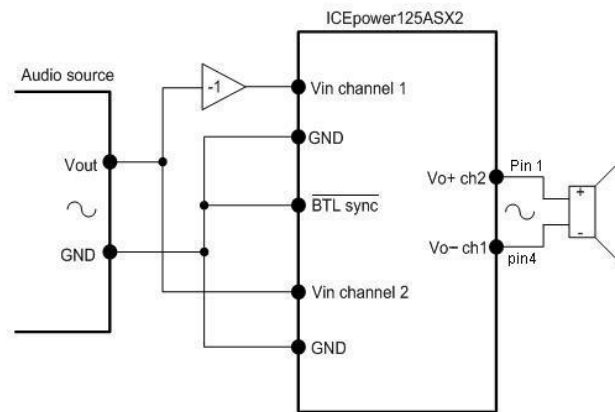 ICEpower125ASX2
Audio source
-1
Vin channel 1
GND
Vout
Vo+ ch2
Pin 1
+
BTL sync
GND
Vo− ch1
-
pin4
Vin channel 2
GND